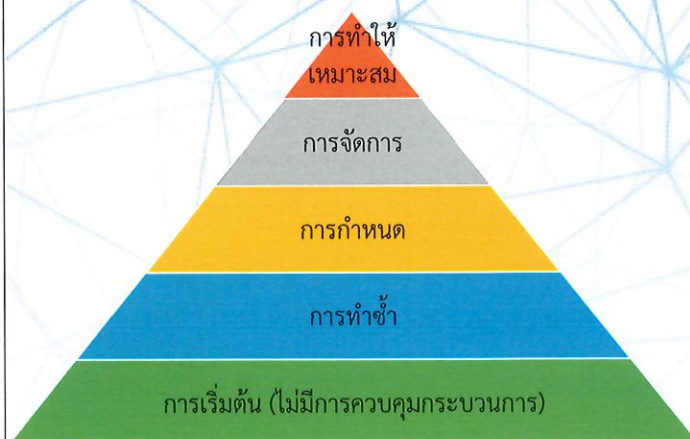 การทำให้
เหมาะสม
การจัดการ
การกำหนด
การทำซ้ำ
การเริ่มต้น (ไม่มีการควบคุมกระบวนการ)